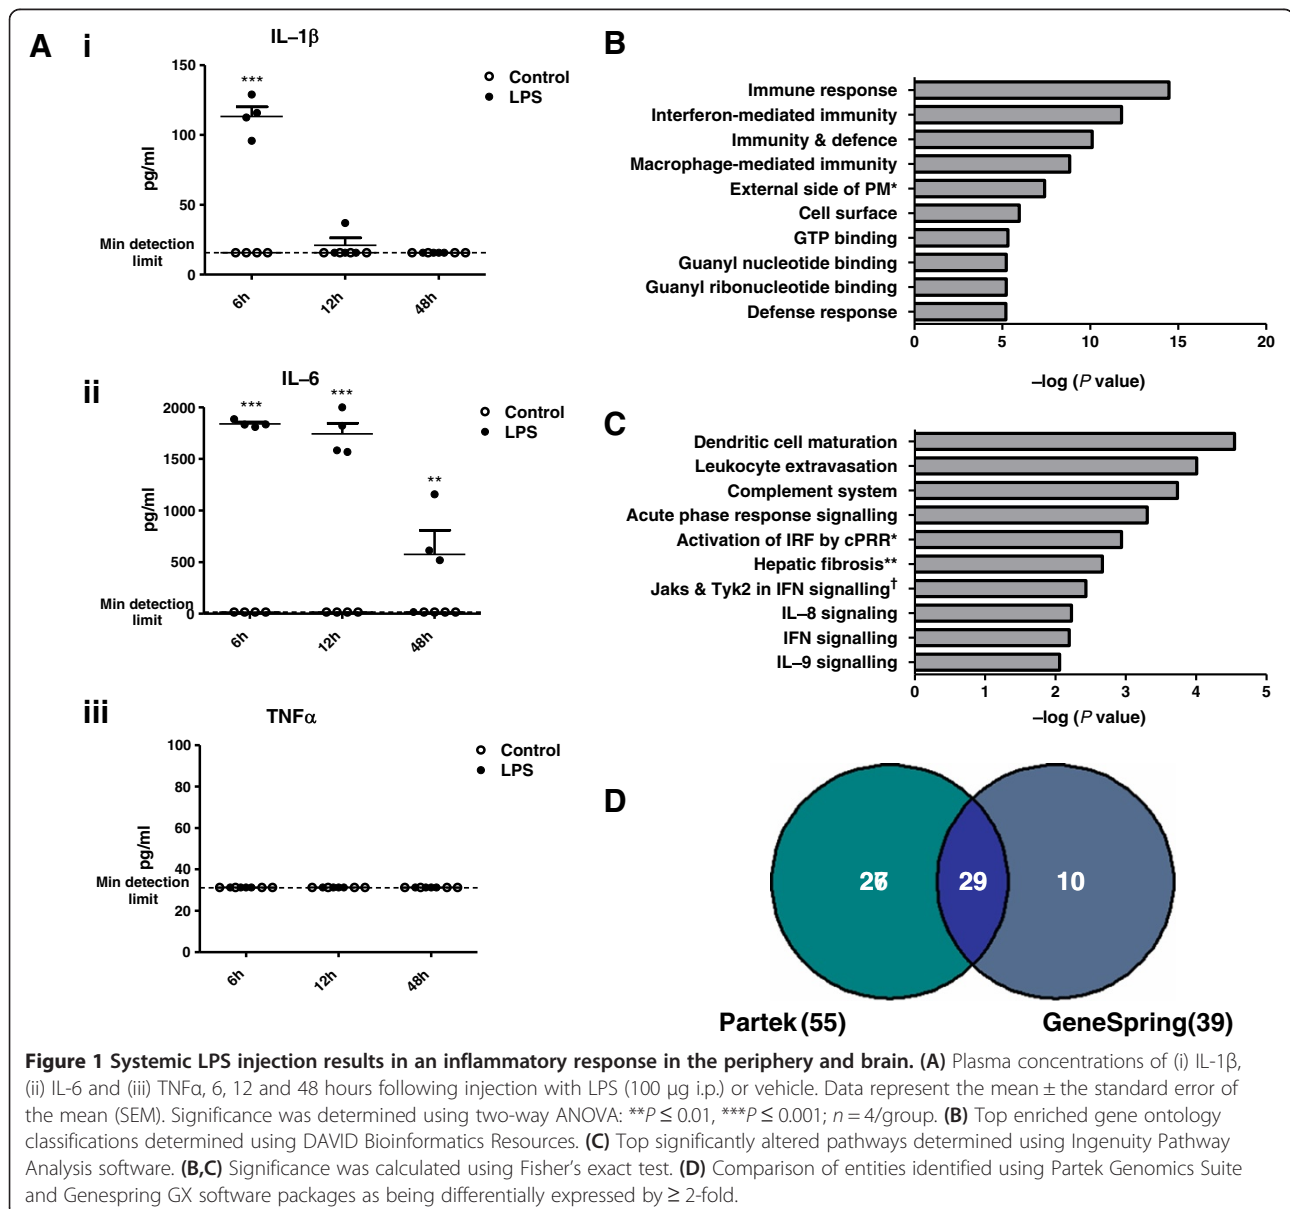 A
i
IL–1β
150
100
50
0
pg/ml
Min detection
limit
***
Control
LPS
6h
12h
48h
ii
IL–6
2000
1500
1000
500
0
pg/ml
Min detection
limit
***
***
**
Control
LPS
6h
12h
48h
iii
TNFα
100
80
60
40
20
0
pg/ml
Min detection
limit
Control
LPS
6h
12h
48h
B
Immune response
Interferon-mediated immunity
Immunity & defence
Macrophage-mediated immunity
External side of PM*
Cell surface
GTP binding
Guanyl nucleotide binding
Guanyl ribonucleotide binding
Defense response
0 5 10 15 20
–log (P value)
C
Dendritic cell maturation
Leukocyte extravasation
Complement system
Acute phase response signalling
Activation of IRF by cPRR*
Hepatic fibrosis**
Jaks & Tyk2 in IFN signalling†
IL–8 signaling
IFN signalling
IL–9 signalling
0 1 2 3 4 5
–log (P value)
D
29 10
Partek (55) GeneSpring(39)
Figure 1 Systemic LPS injection results in an inflammatory response in the periphery and brain. (A) Plasma concentrations of (i) IL-1β,
(ii) IL-6 and (iii) TNFα, 6, 12 and 48 hours following injection with LPS (100 μg i.p.) or vehicle. Data represent the mean ± the standard error of
the mean (SEM). Significance was determined using two-way ANOVA: **P ≤ 0.01, ***P ≤ 0.001; n = 4/group. (B) Top enriched gene ontology
classifications determined using DAVID Bioinformatics Resources. (C) Top significantly altered pathways determined using Ingenuity Pathway
Analysis software. (B,C) Significance was calculated using Fisher's exact test. (D) Comparison of entities identified using Partek Genomics Suite
and Genespring GX software packages as being differentially expressed by ≥ 2-fold.